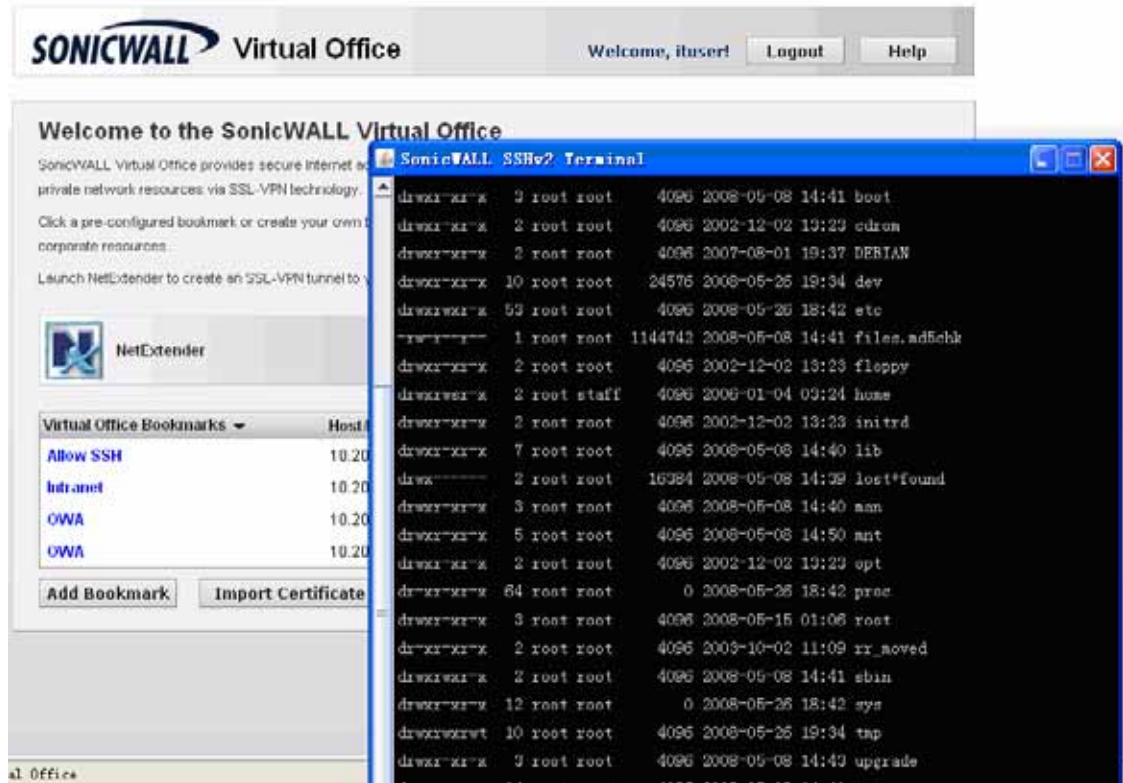 SONICWALL Virtual Office
Welcome, ituser! Logout Help
Welcome to the SonicWALL Virtual Office
SonicWALL Virtual Office provides secure Internet
private network resources via SSL-VPN technology.
Click a pre-configured bookmark or create your own
corporate resources.
Launch NetExtender to create an SSL-VPN tunnel to
NetExtender
Virtual Office Bookmarks Host
Allow SSH 10.20
Intranet 10.20
OWA 10.20
OWA 10.20
Add Bookmark Import Certificate
al Office
SonicWALL SSHv2 Terminal
drwxr-xr-x 3 root root 4096 2008-05-08 14:41 boot
drwxr-xr-x 2 root root 4096 2002-12-02 13:23 cdrom
drwxr-xr-x 2 root root 4096 2007-08-01 19:37 DEBIAN
drwxr-xr-x 10 root root 24576 2008-05-26 19:34 dev
drwxrwxr-x 53 root root 4096 2008-05-26 18:42 etc
-rw-r--r-- 1 root root 1144742 2008-05-08 14:41 files.md5chk
drwxr-xr-x 2 root root 4096 2002-12-02 13:23 floppy
drwxrwsr-x 2 root staff 4096 2006-01-04 03:24 home
drwxr-xr-x 2 root root 4096 2002-12-02 13:23 initrd
drwxr-xr-x 7 root root 4096 2008-05-08 14:40 lib
drwx------ 2 root root 16384 2008-05-08 14:39 lost+found
drwxr-xr-x 3 root root 4096 2008-05-08 14:40 man
drwxr-xr-x 5 root root 4096 2008-05-08 14:50 mnt
drwxr-xr-x 2 root root 4096 2002-12-02 13:23 opt
dr-xr-xr-x 64 root root 0 2008-05-26 18:42 proc
drwxr-xr-x 3 root root 4096 2008-05-15 01:06 root
dr-xr-xr-x 2 root root 4096 2003-10-02 11:09 rr_moved
drwxrwxr-x 2 root root 4096 2008-05-08 14:41 sbin
drwxr-xr-x 12 root root 0 2008-05-26 18:42 sys
drwxrwxrwt 10 root root 4096 2008-05-26 19:34 tmp
drwxr-xr-x 3 root root 4096 2008-05-08 14:43 upgrade